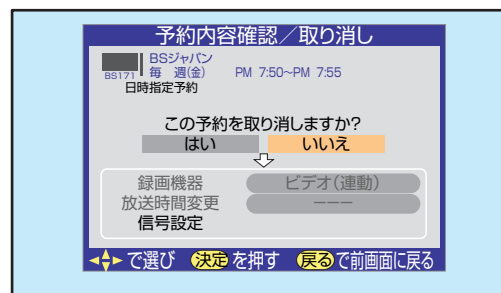 予約内容確認／取り消し
BSジャパン
BS171 毎 週(金) PM 7:50~PM 7:55
日時指定予約
この予約を取り消しますか?
はい いいえ
録画機器 ビデオ(連動)
放送時間変更 −−−
信号設定
で選び 決定 を押す 戻る で前画面に戻る